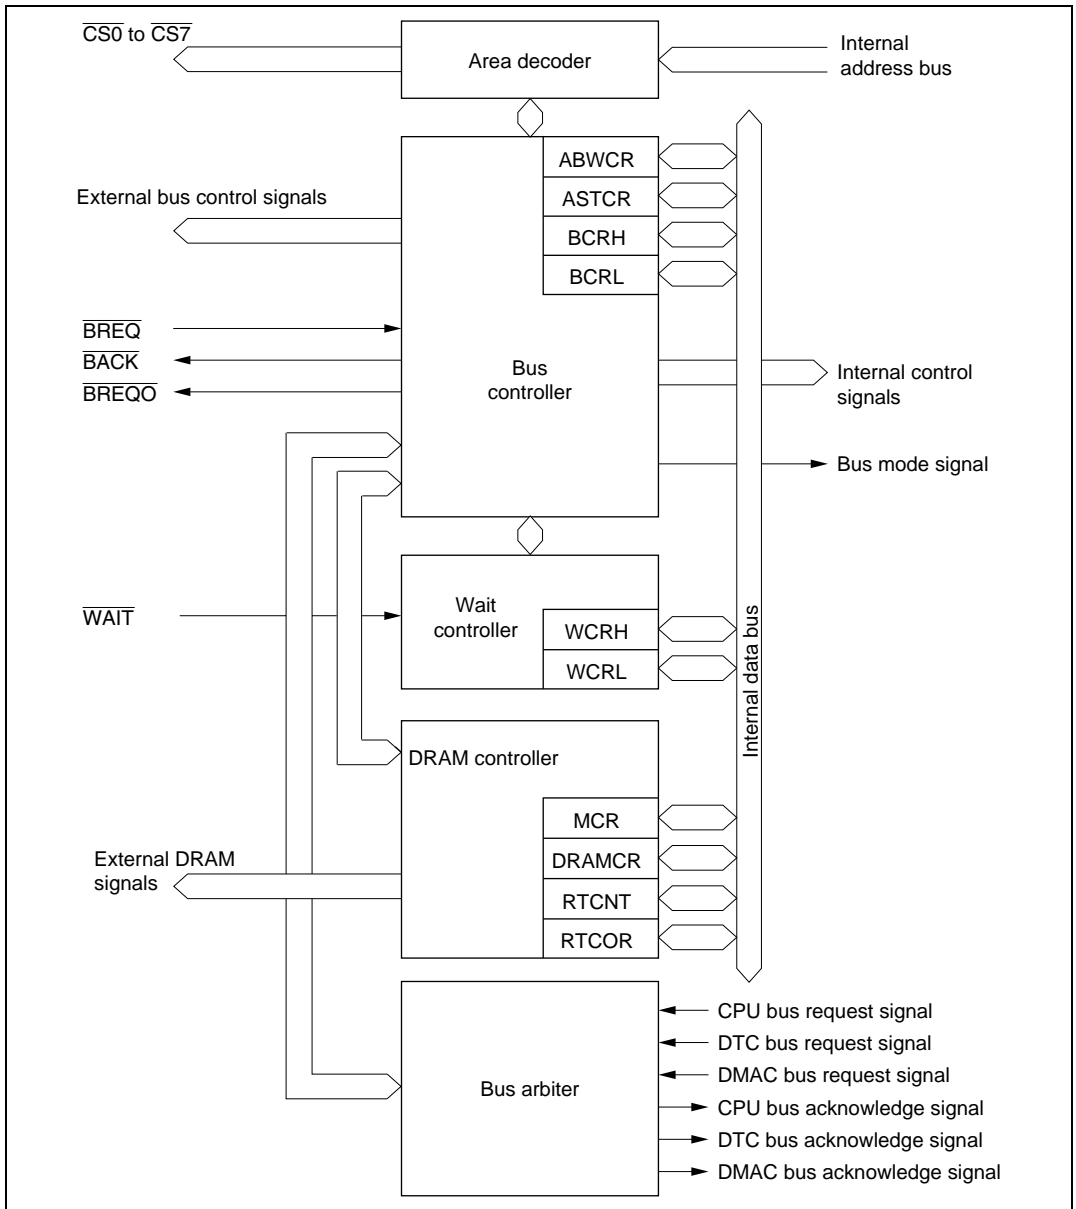 CS0 to CS7
Area decoder
Internal
address bus
ABWCR
ASTCR
BCRH
BCRL
External bus control signals
BREQ
BACK
BREQO
Bus
controller
Internal control
signals
Bus mode signal
WAIT
Wait
controller
WCRH
WCRL
Internal data bus
DRAM controller
MCR
DRAMCR
RTCNT
RTCOR
External DRAM
signals
Bus arbiter
CPU bus request signal
DTC bus request signal
DMAC bus request signal
CPU bus acknowledge signal
DTC bus acknowledge signal
DMAC bus acknowledge signal